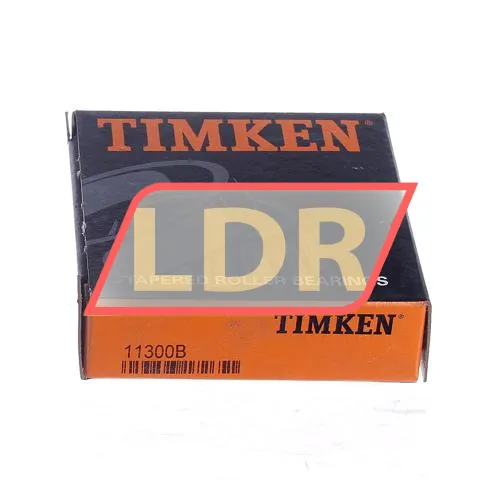 TIMKEN®
LDR
TAPERED ROLLER BEARINGS
TIMKEN
11300B